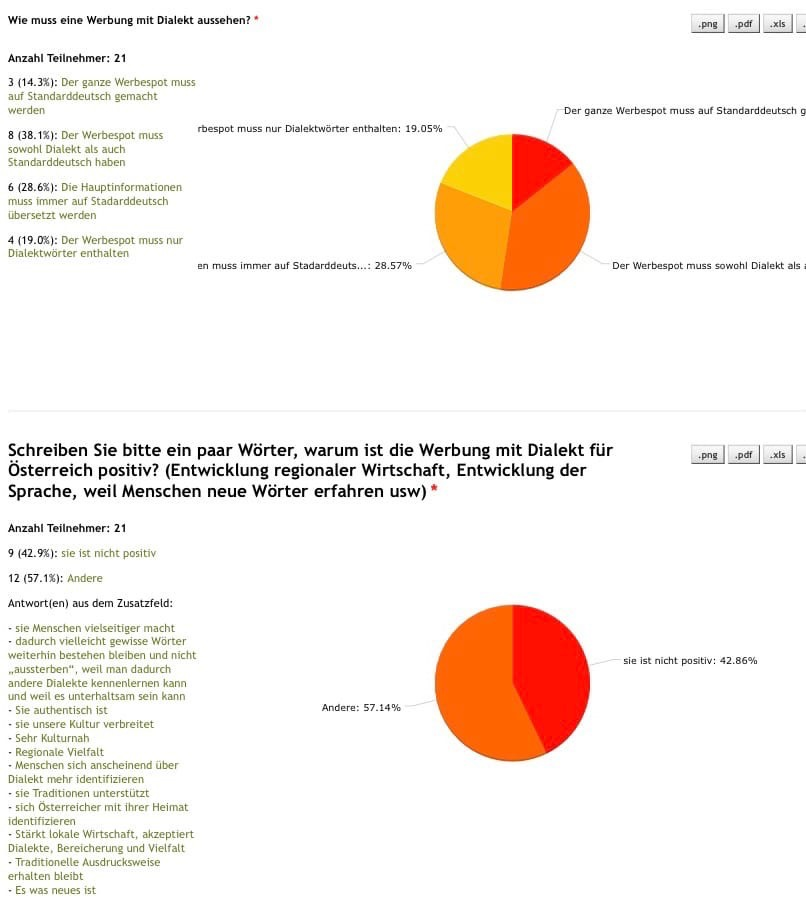 Wie muss eine Werbung mit Dialekt aussehen? *
.png .pdf .xls
Anzahl Teilnehmer: 21
3 (14.3%): Der ganze Werbespot muss
auf Standarddeutsch gemacht
werden
8 (38.1%): Der Werbespot muss
sowohl Dialekt als auch
Standarddeutsch haben
6 (28.6%): Die Hauptinformationen
muss immer auf Stadarddeutsch
übersetzt werden
4 (19.0%): Der Werbespot muss nur
Dialektwörter enthalten
Der ganze Werbespot muss auf Standarddeutsch g
rbespot muss nur Dialektwörter enthalten: 19.05%
en muss immer auf Stadarddeuts...: 28.57%
Der Werbespot muss sowohl Dialekt als a
Schreiben Sie bitte ein paar Wörter, warum ist die Werbung mit Dialekt für
Österreich positiv? (Entwicklung regionaler Wirtschaft, Entwicklung der
Sprache, weil Menschen neue Wörter erfahren usw) *
.png .pdf .xls
Anzahl Teilnehmer: 21
9 (42.9%): sie ist nicht positiv
12 (57.1%): Andere
Antwort(en) aus dem Zusatzfeld:
- sie Menschen vielseitiger macht
- dadurch vielleicht gewisse Wörter
weiterhin bestehen bleiben und nicht
„aussterben“, weil man dadurch
andere Dialekte kennenlernen kann
und weil es unterhaltsam sein kann
- Sie authentisch ist
- sie unsere Kultur verbreitet
- Sehr Kulturnah
- Regionale Vielfalt
- Menschen sich anscheinend über
Dialekt mehr identifizieren
- sie Traditionen unterstützt
- sich Österreicher mit ihrer Heimat
identifizieren
- Stärkt lokale Wirtschaft, akzeptiert
Dialekte, Bereicherung und Vielfalt
- Traditionelle Ausdrucksweise
erhalten bleibt
- Es was neues ist
sie ist nicht positiv: 42.86%
Andere: 57.14%